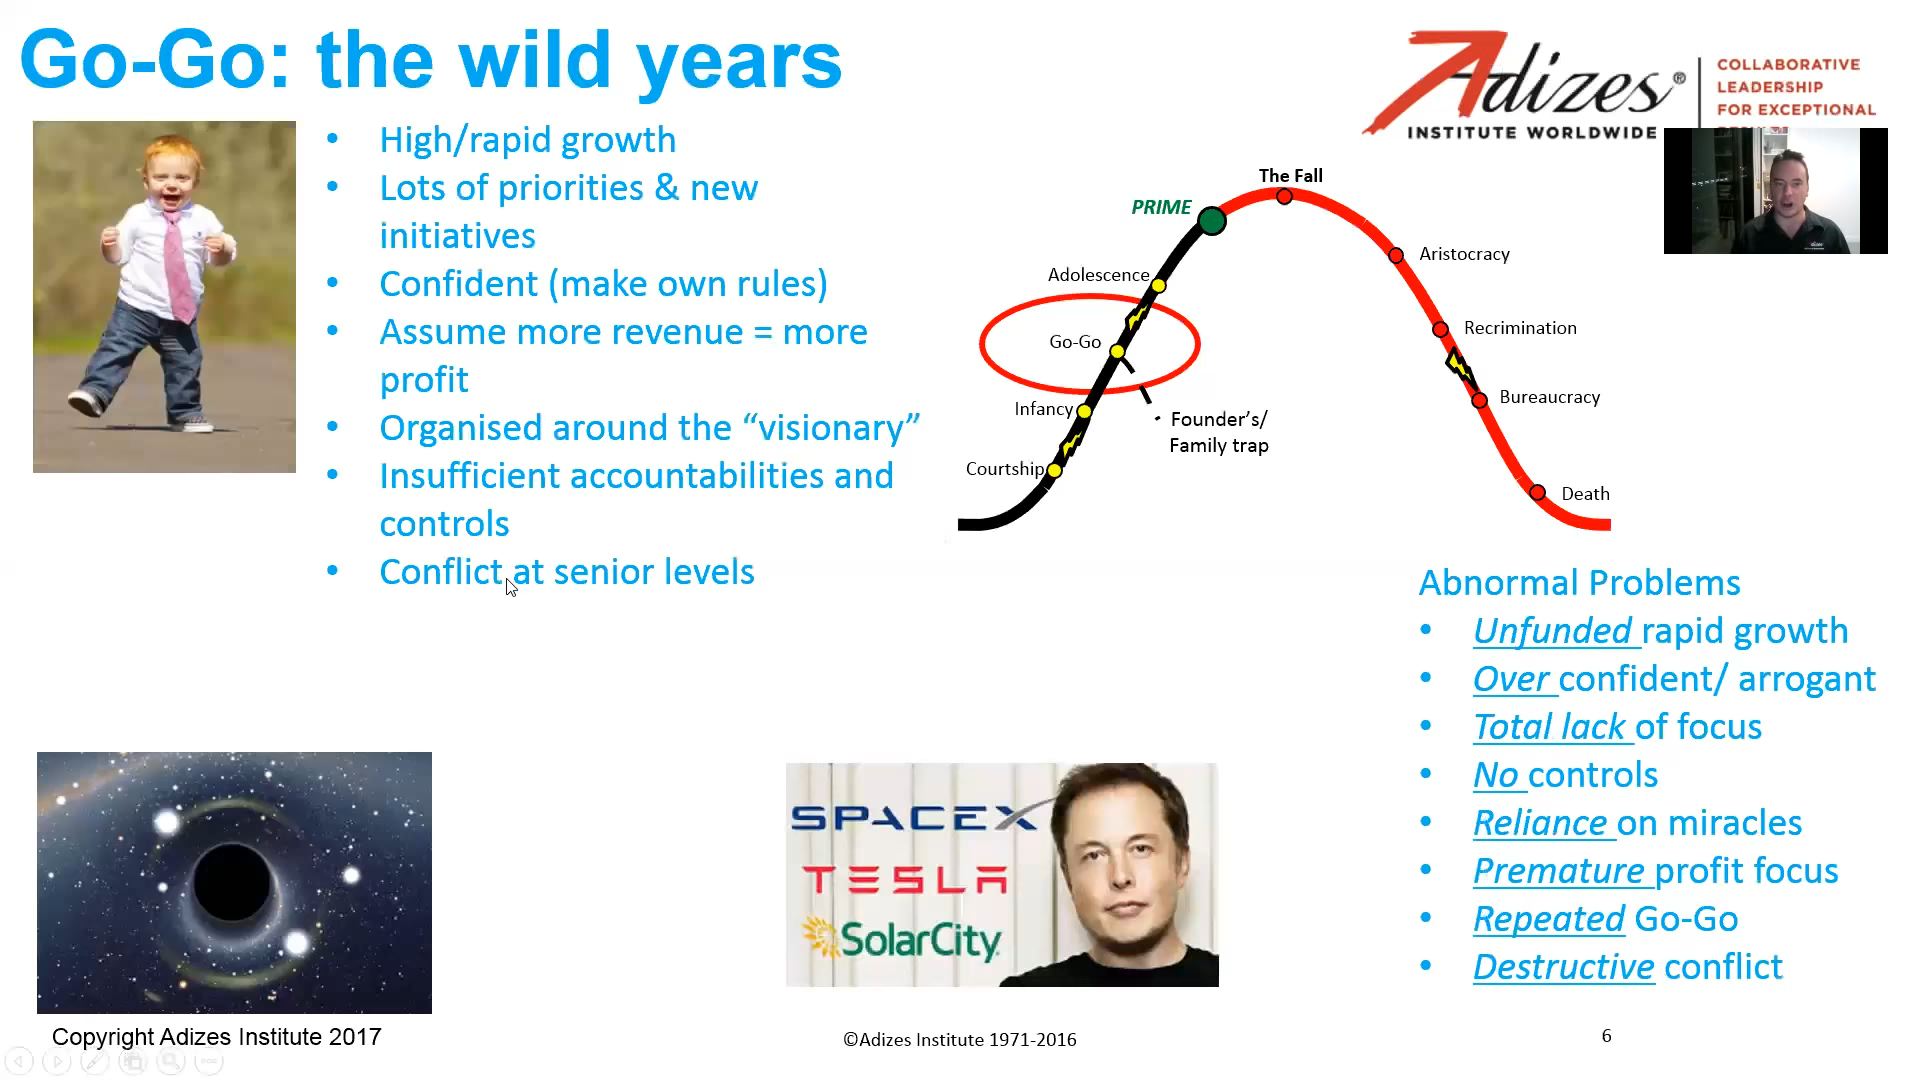 Go-Go: the wild years
• High/rapid growth
• Lots of priorities & new
initiatives
• Confident (make own rules)
• Assume more revenue = more
profit
• Organised around the “visionary”
• Insufficient accountabilities and
controls
• Conflict at senior levels
Adizes®
INSTITUTE WORLDWIDE
COLLABORATIVE
LEADERSHIP
FOR EXCEPTIONAL
The Fall
PRIME
Adolescence
Go-Go
Infancy
Courtship
Founder’s/
Family trap
Aristocracy
Recrimination
Bureaucracy
Death
Abnormal Problems
• Unfunded rapid growth
• Over confident/ arrogant
• Total lack of focus
• No controls
• Reliance on miracles
• Premature profit focus
• Repeated Go-Go
• Destructive conflict
SPACEX
TESLA
SolarCity
Copyright Adizes Institute 2017
©Adizes Institute 1971-2016
6